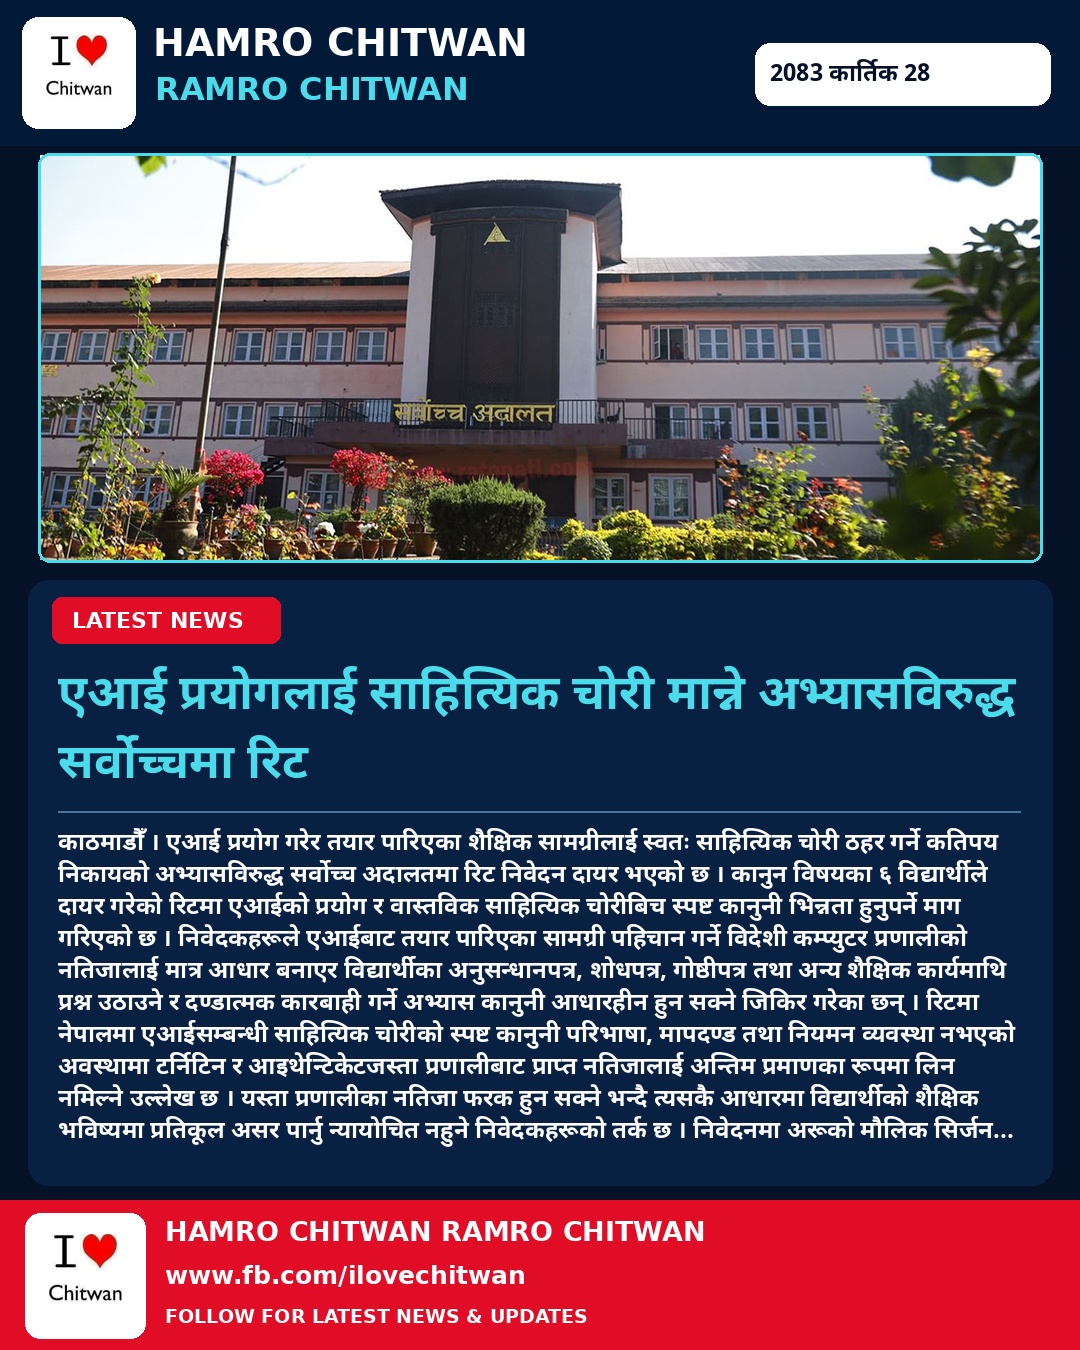 I ❤ Chitwan
HAMRO CHITWAN
RAMRO CHITWAN
2083 कार्तिक 28
सर्वोच्च अदालत
LATEST NEWS
एआई प्रयोगलाई साहित्यिक चोरी मान्ने अभ्यासविरुद्ध
सर्वोच्चमा रिट
काठमाडौँ । एआई प्रयोग गरेर तयार पारिएका शैक्षिक सामग्रीलाई स्वतः साहित्यिक चोरी ठहर गर्ने कतिपय
निकायको अभ्यासविरुद्ध सर्वोच्च अदालतमा रिट निवेदन दायर भएको छ । कानुन विषयका ६ विद्यार्थीले
दायर गरेको रिटमा एआईको प्रयोग र वास्तविक साहित्यिक चोरीबिच स्पष्ट कानुनी भिन्नता हुनुपर्ने माग
गरिएको छ । निवेदकहरूले एआईबाट तयार पारिएका सामग्री पहिचान गर्ने विदेशी कम्प्युटर प्रणालीको
नतिजालाई मात्र आधार बनाएर विद्यार्थीका अनुसन्धानपत्र, शोधपत्र, गोष्ठीपत्र तथा अन्य शैक्षिक कार्यमाथि
प्रश्न उठाउने र दण्डात्मक कारबाही गर्ने अभ्यास कानुनी आधारहीन हुन सक्ने जिकिर गरेका छन् । रिटमा
नेपालमा एआईसम्बन्धी साहित्यिक चोरीको स्पष्ट कानुनी परिभाषा, मापदण्ड तथा नियमन व्यवस्था नभएको
अवस्थामा टर्निटिन र आइथेन्टिकेटजस्ता प्रणालीबाट प्राप्त नतिजालाई अन्तिम प्रमाणका रूपमा लिन
नमिल्ने उल्लेख छ । यस्ता प्रणालीका नतिजा फरक हुन सक्ने भन्दै त्यसकै आधारमा विद्यार्थीको शैक्षिक
भविष्यमा प्रतिकूल असर पार्नु न्यायोचित नहुने निवेदकहरूको तर्क छ । निवेदनमा अरूको मौलिक सिर्जन...
I ❤ Chitwan
HAMRO CHITWAN RAMRO CHITWAN
www.fb.com/ilovechitwan
FOLLOW FOR LATEST NEWS & UPDATES